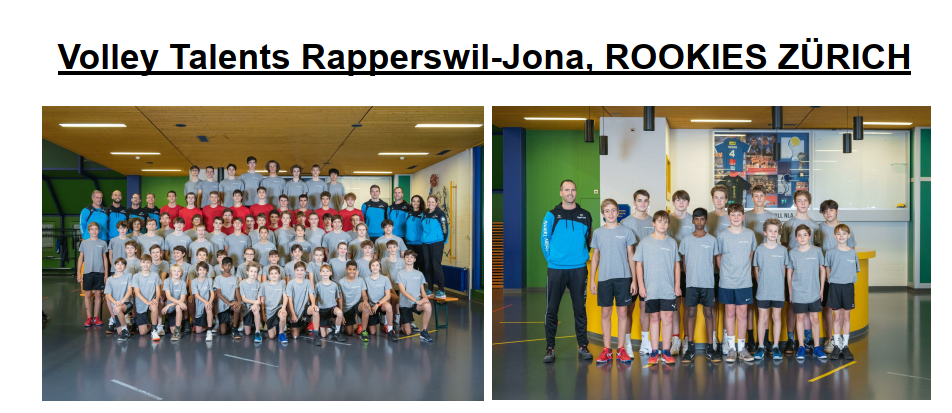 Volley Talents Rapperswil-Jona, ROOKIES ZÜRICH